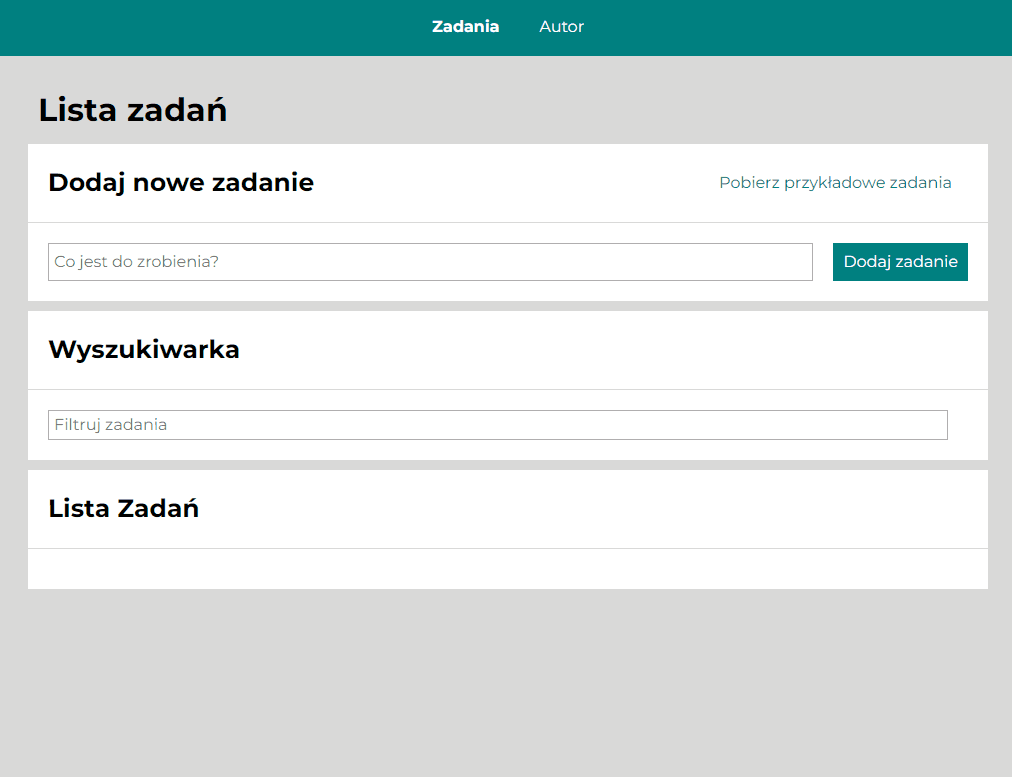 Zadania Autor
Lista zadań
Dodaj nowe zadanie Pobierz przykładowe zadania
Co jest do zrobienia? Dodaj zadanie
Wyszukiwarka
Filtruj zadania
Lista Zadań